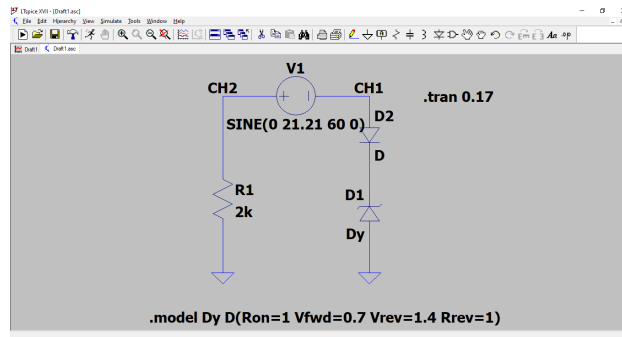 LTspice XVII - [Draft1.asc]
File Edit Hierarchy View Simulate Tools Window Help
Aa .op
Draft1 Draft1.asc
V1
CH2 CH1 .tran 0.17
SINE(0 21.21 60 0) D2
D
R1 D1
2k
Dy
.model Dy D(Ron=1 Vfwd=0.7 Vrev=1.4 Rrev=1)